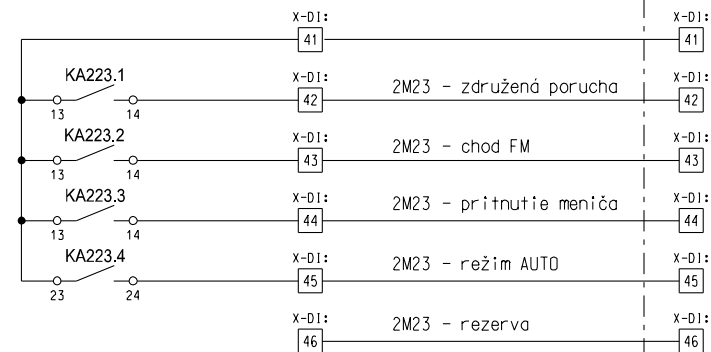 X-DI: X-DI:
41 41
KA223.1 X-DI: 2M23 - združená porucha X-DI:
13 14 42 42
KA223.2 X-DI: 2M23 - chod FM X-DI:
13 14 43 43
KA223.3 X-DI: 2M23 - pritnutie meniča X-DI:
13 14 44 44
KA223.4 X-DI: 2M23 - režim AUTO X-DI:
23 24 45 45
X-DI: 2M23 - rezerva X-DI:
46 46